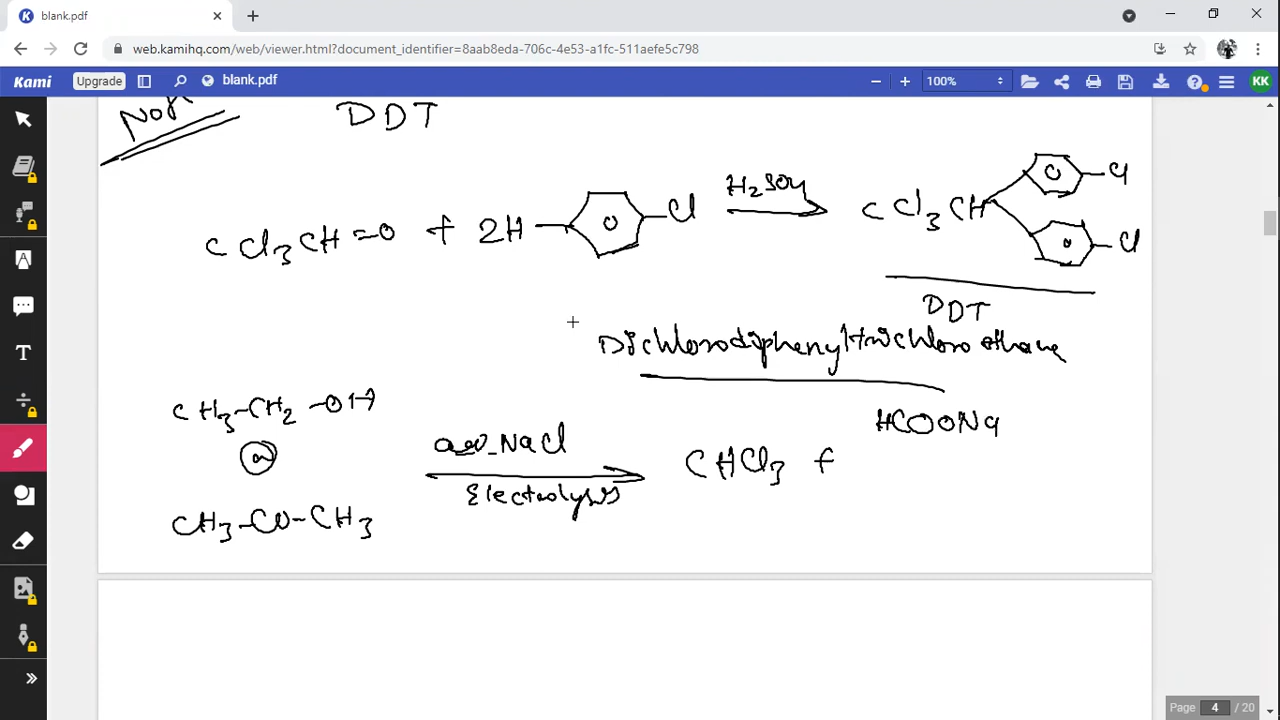 blank.pdf
web.kamihq.com/web/viewer.html?document_identifier=8aab8eda-706c-4e53-a1fc-511aefe5c798
Kami Upgrade blank.pdf 100% KK
DDT
CCl3CH=O + 2H Cl H2SO4 CCl3CH Cl Cl
DDT
Dichlorodiphenyltrichloro ethane
CH3-CH2-OH
HCOONa
aw_NaCl
CHCl3 +
Electrolysis
CH3-CO-CH3
Page 4 / 20